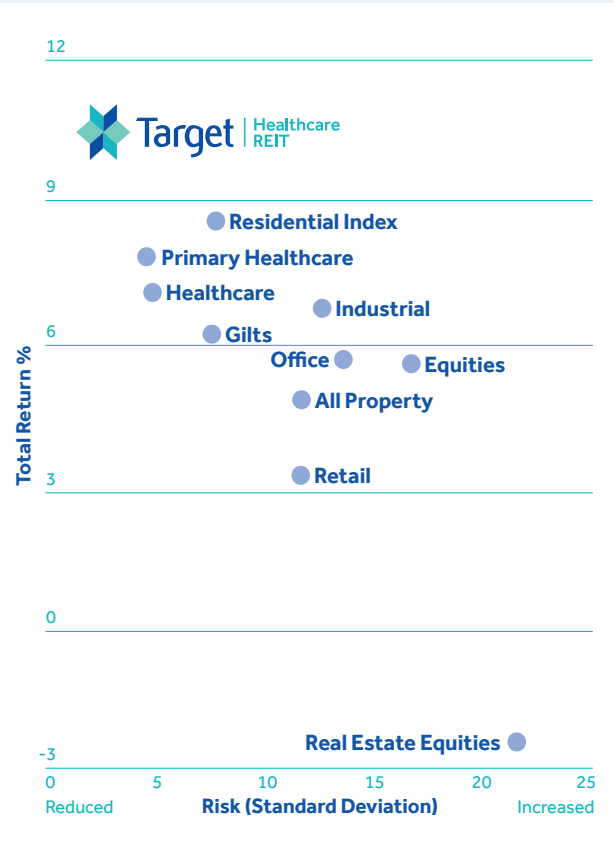 12
Target
Healthcare
REIT
9
Residential Index
Primary Healthcare
Healthcare
Industrial
6
Gilts
Office
Equities
All Property
Total Return %
3
Retail
0
Real Estate Equities
-3
0 5 10 15 20 25
Reduced Risk (Standard Deviation) Increased